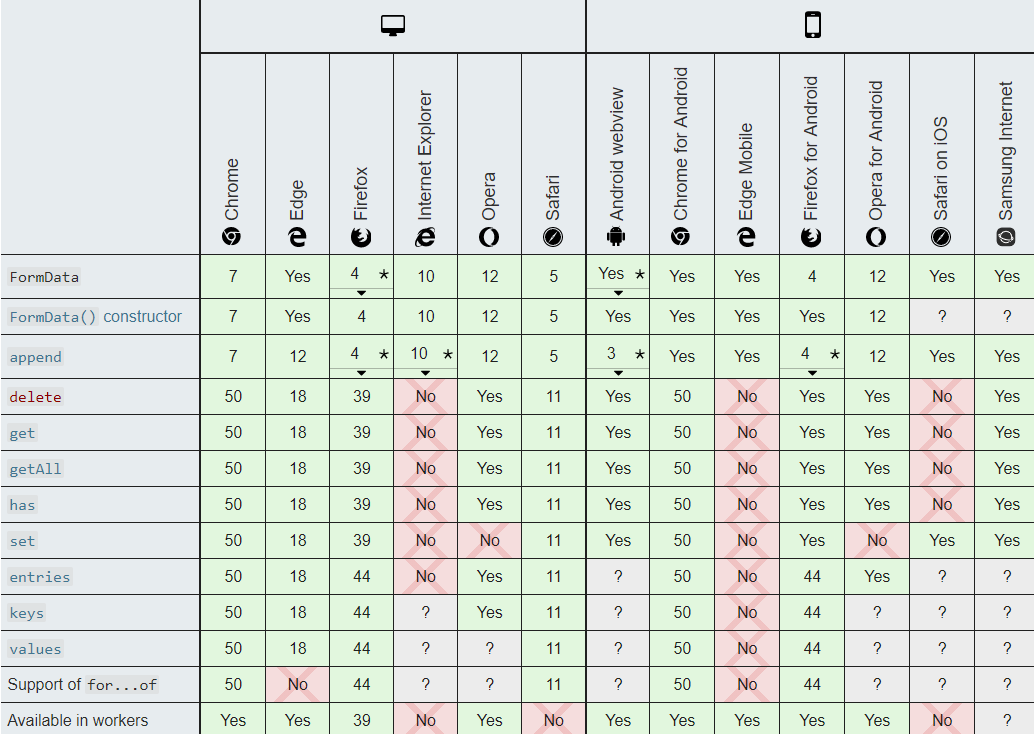 Chrome Edge Firefox Internet Explorer Opera Safari Android webview Chrome for Android Edge Mobile Firefox for Android Opera for Android Safari on iOS Samsung Internet
FormData 7 Yes 4 * 10 12 5 Yes * Yes Yes 4 12 Yes Yes
FormData() constructor 7 Yes 4 10 12 5 Yes Yes Yes Yes 12 ? ?
append 7 12 4 * 10 * 12 5 3 * Yes Yes 4 * 12 Yes Yes
delete 50 18 39 No Yes 11 Yes 50 No Yes Yes No Yes
get 50 18 39 No Yes 11 Yes 50 No Yes Yes No Yes
getAll 50 18 39 No Yes 11 Yes 50 No Yes Yes No Yes
has 50 18 39 No Yes 11 Yes 50 No Yes Yes No Yes
set 50 18 39 No No 11 Yes 50 No Yes No Yes Yes
entries 50 18 44 No Yes 11 ? 50 No 44 Yes ? ?
keys 50 18 44 ? Yes 11 ? 50 No 44 ? ? ?
values 50 18 44 ? ? 11 ? 50 No 44 ? ? ?
Support of for...of 50 No 44 ? ? 11 ? 50 No 44 ? ? ?
Available in workers Yes Yes 39 No Yes No Yes Yes Yes Yes Yes No ?